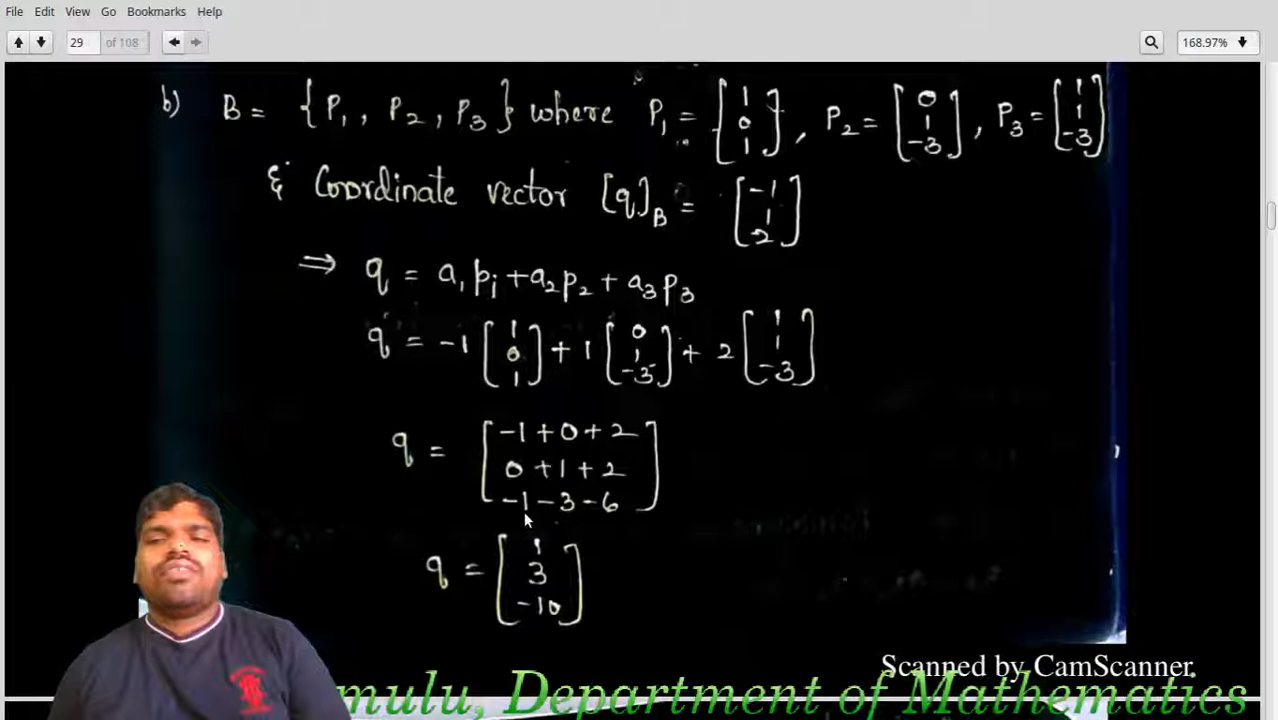 File Edit View Go Bookmarks Help
29 of 108 168.97%
b) B = {P₁, P₂, P₃} where P₁ = [1 0 1], P₂ = [0 1 -3], P₃ = [1 1 -3]
& Coordinate vector [q]_B = [-1 1 2]
⇒ q = a₁p₁ + a₂p₂ + a₃p₃
q = -1 [1 0 1] + 1 [0 1 -3] + 2 [1 1 -3]
q = [-1+0+2 0+1+2 -1-3-6]
q = [1 3 -10]
Scanned by CamScanner
mulu, Department of Mathematics